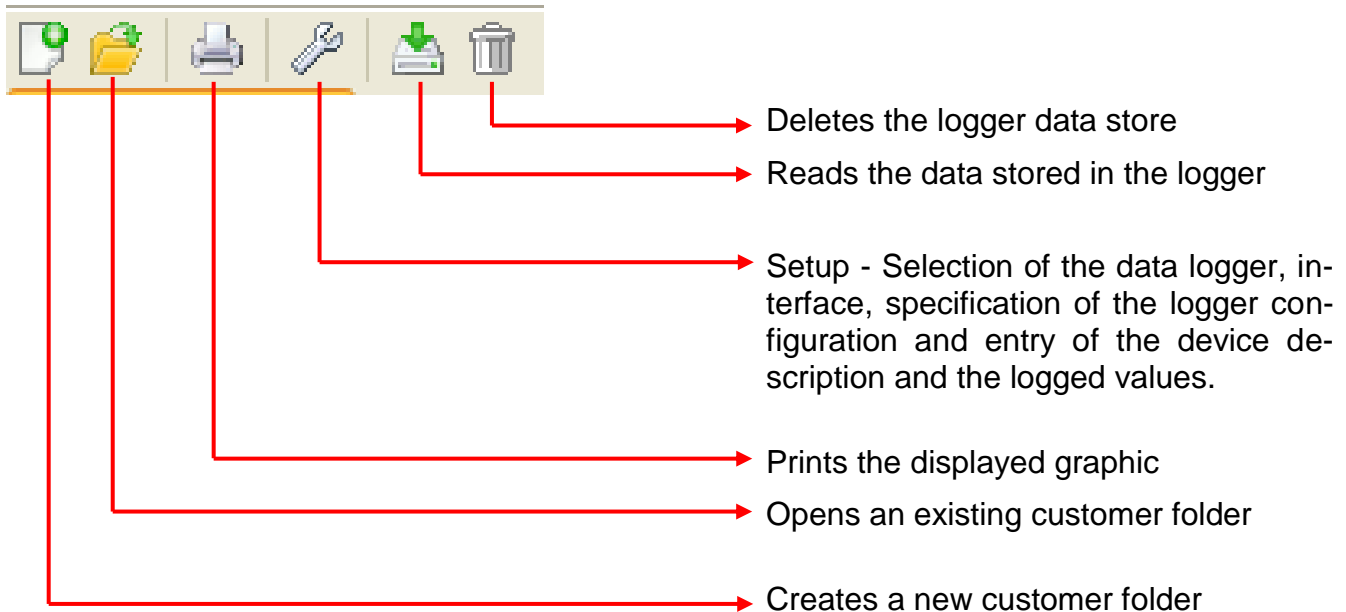 Deletes the logger data store
Reads the data stored in the logger
Setup - Selection of the data logger, in-
terface, specification of the logger con-
figuration and entry of the device de-
scription and the logged values.
Prints the displayed graphic
Opens an existing customer folder
Creates a new customer folder